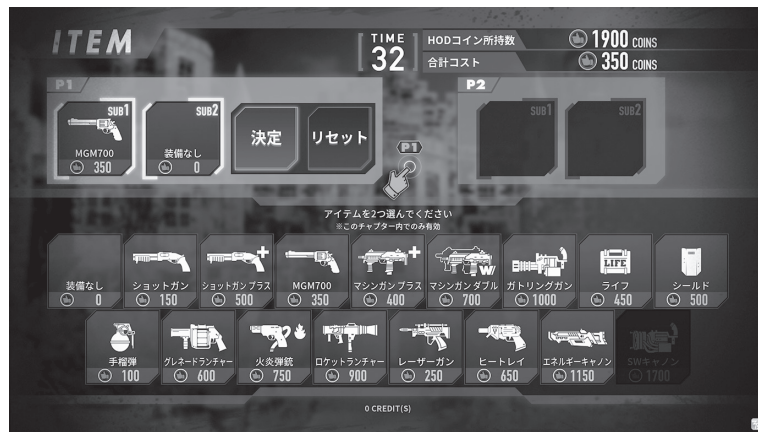 ITEM
TIME
32
HODコイン所持数
1900 COINS
合計コスト
350 COINS
P1
SUB1
MGM700
350
SUB2
装備なし
0
決定
リセット
P1
P2
SUB1
SUB2
アイテムを2つ選んでください
※このチャプター内でのみ有効
装備なし
0
ショットガン
150
ショットガン プラス
500
MGM700
350
マシンガン プラス
400
W
マシンガン ダブル
700
ガトリングガン
1000
LIFE
ライフ
450
シールド
500
手榴弾
100
グレネードランチャー
600
火炎弾銃
750
ロケットランチャー
900
レーザーガン
250
ヒートレイ
650
エネルギーキャノン
1150
SWキャノン
1700
0 CREDIT(S)